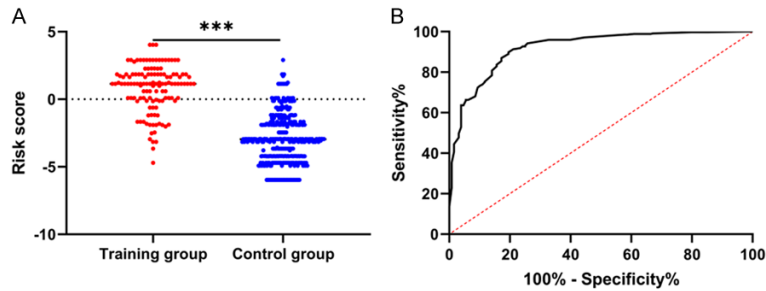 A
***
5
0
-5
-10
Risk score
Training group
Control group
B
100
80
60
40
20
0
Sensitivity%
0
20
40
60
80
100
100% - Specificity%